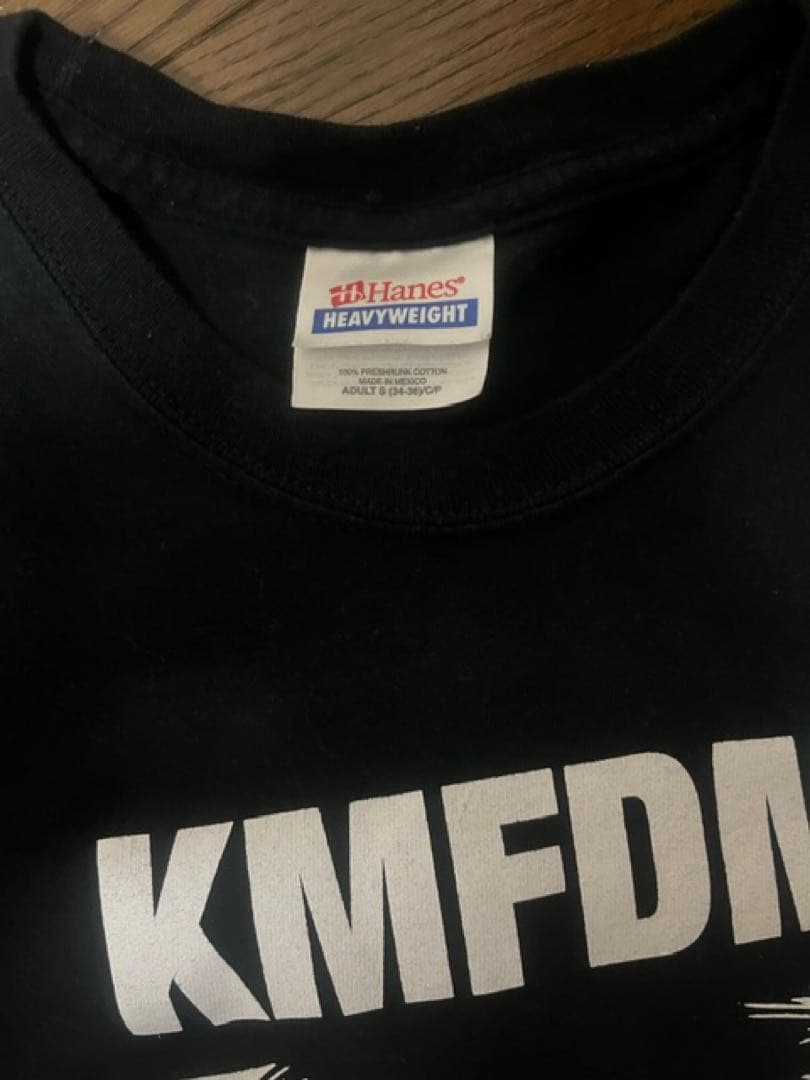 Hanes®
HEAVYWEIGHT
100% PRESHRUNK COTTON
MADE IN MEXICO
ADULT S (34-36)/C/P
KMFDM